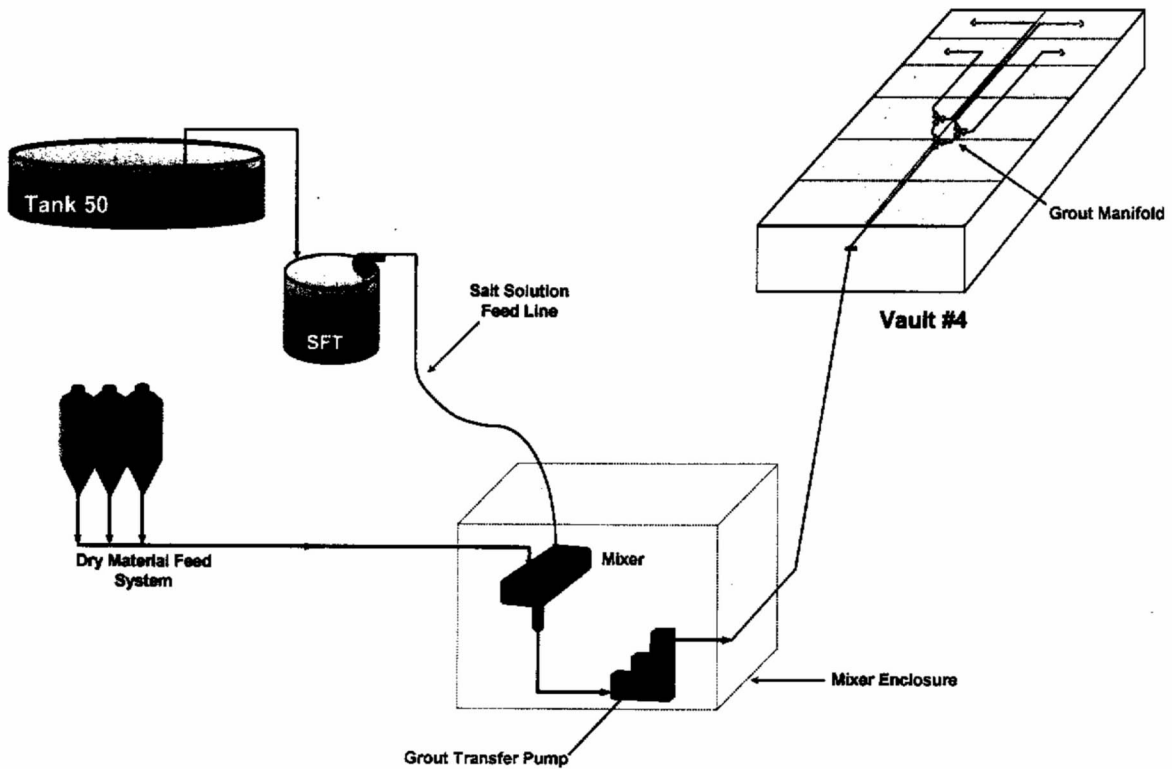 Tank 50
SFT
Salt Solution
Feed Line
Grout Manifold
Vault #4
Dry Material Feed
System
Mixer
Mixer Enclosure
Grout Transfer Pump